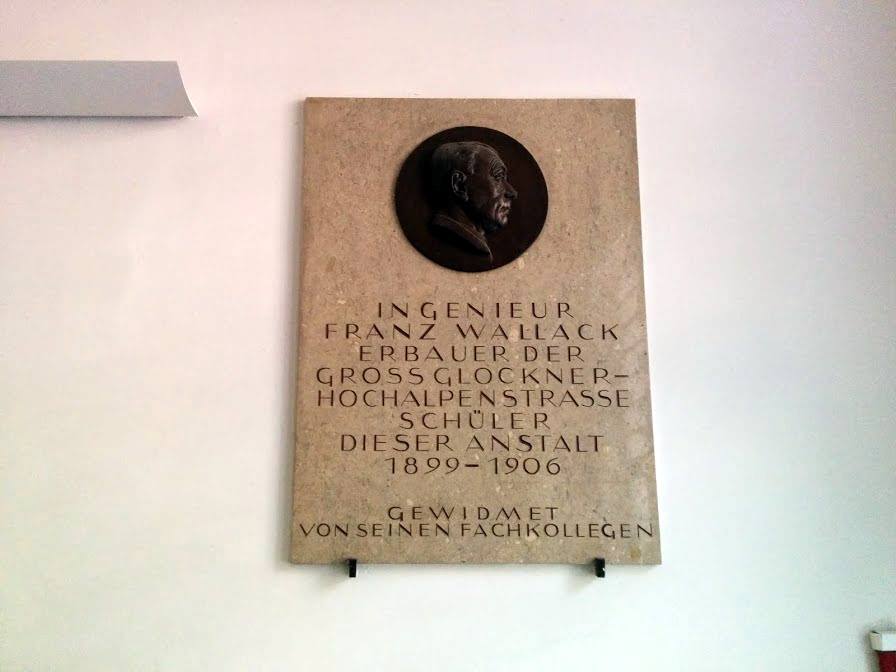 INGENIEUR
FRANZ WALLACK
ERBAUER DER
GROSSGLOCKNER-
HOCHALPENSTRASSE
SCHÜLER
DIESER ANSTALT
1899-1906
GEWIDMET
VON SEINEN FACHKOLLEGEN